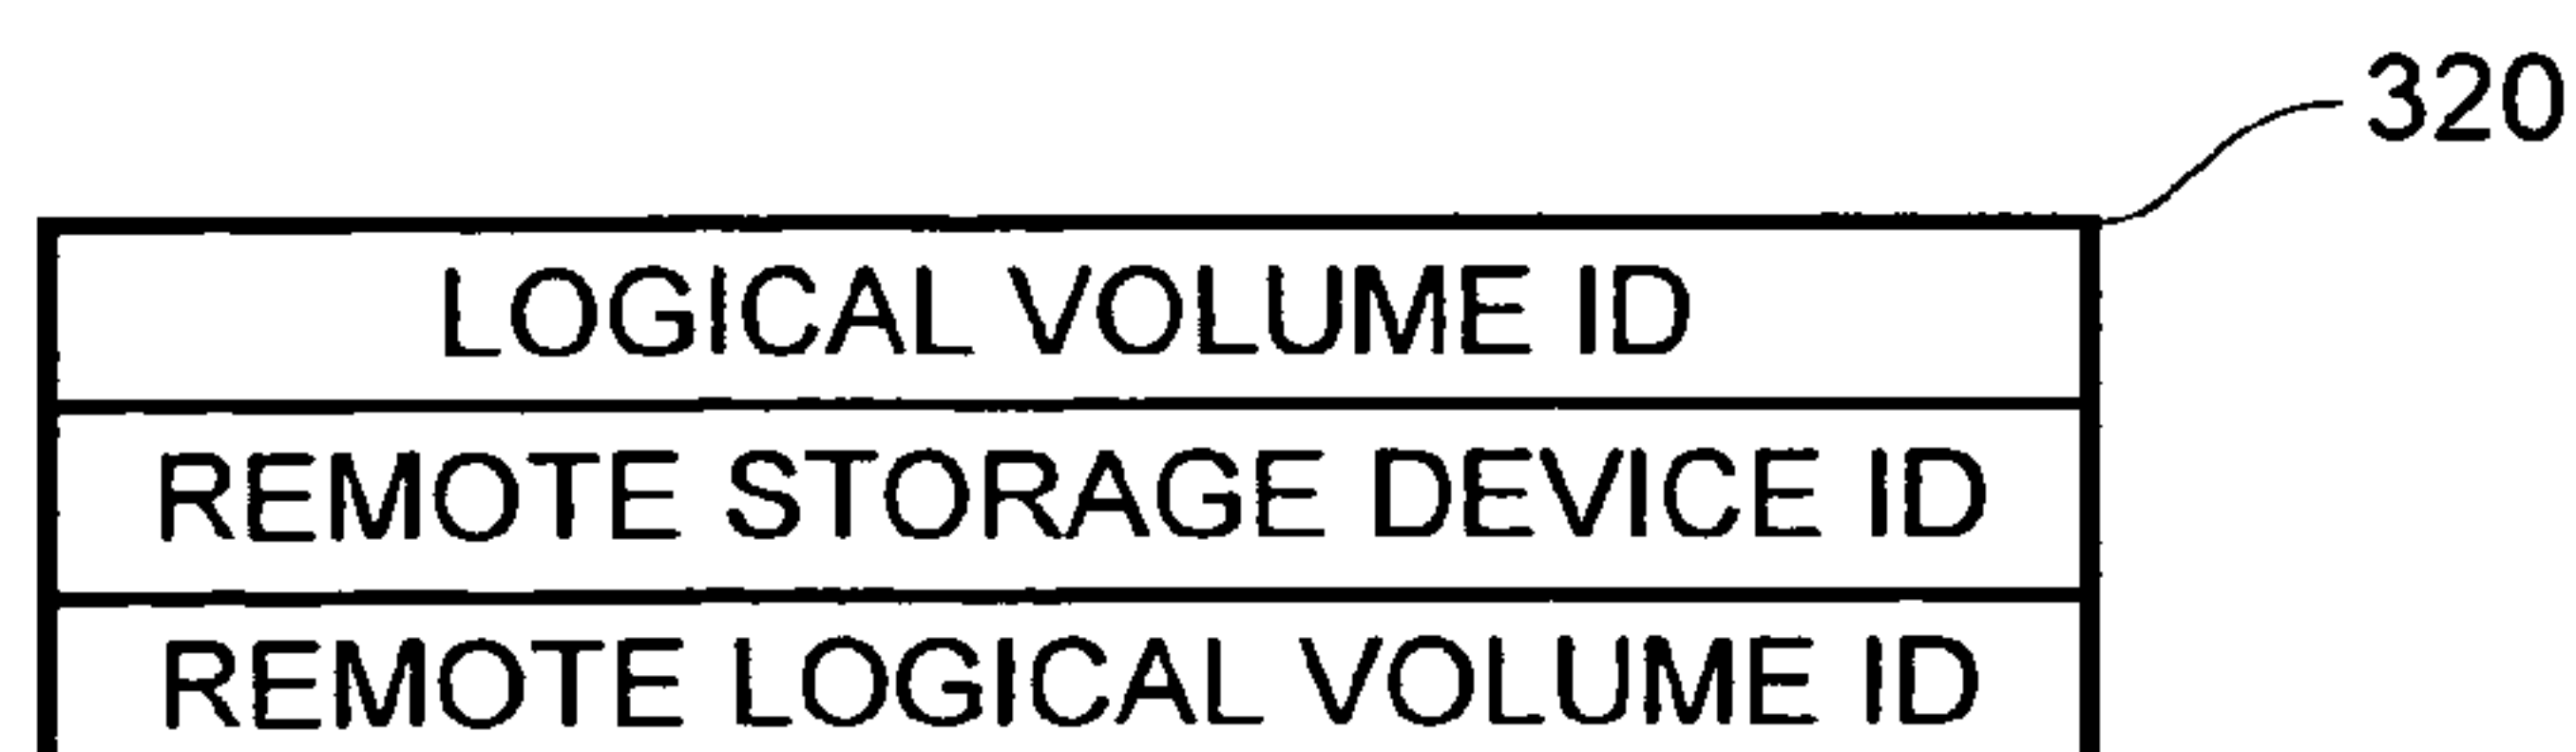 320
LOGICAL VOLUME ID
REMOTE STORAGE DEVICE ID
REMOTE LOGICAL VOLUME ID